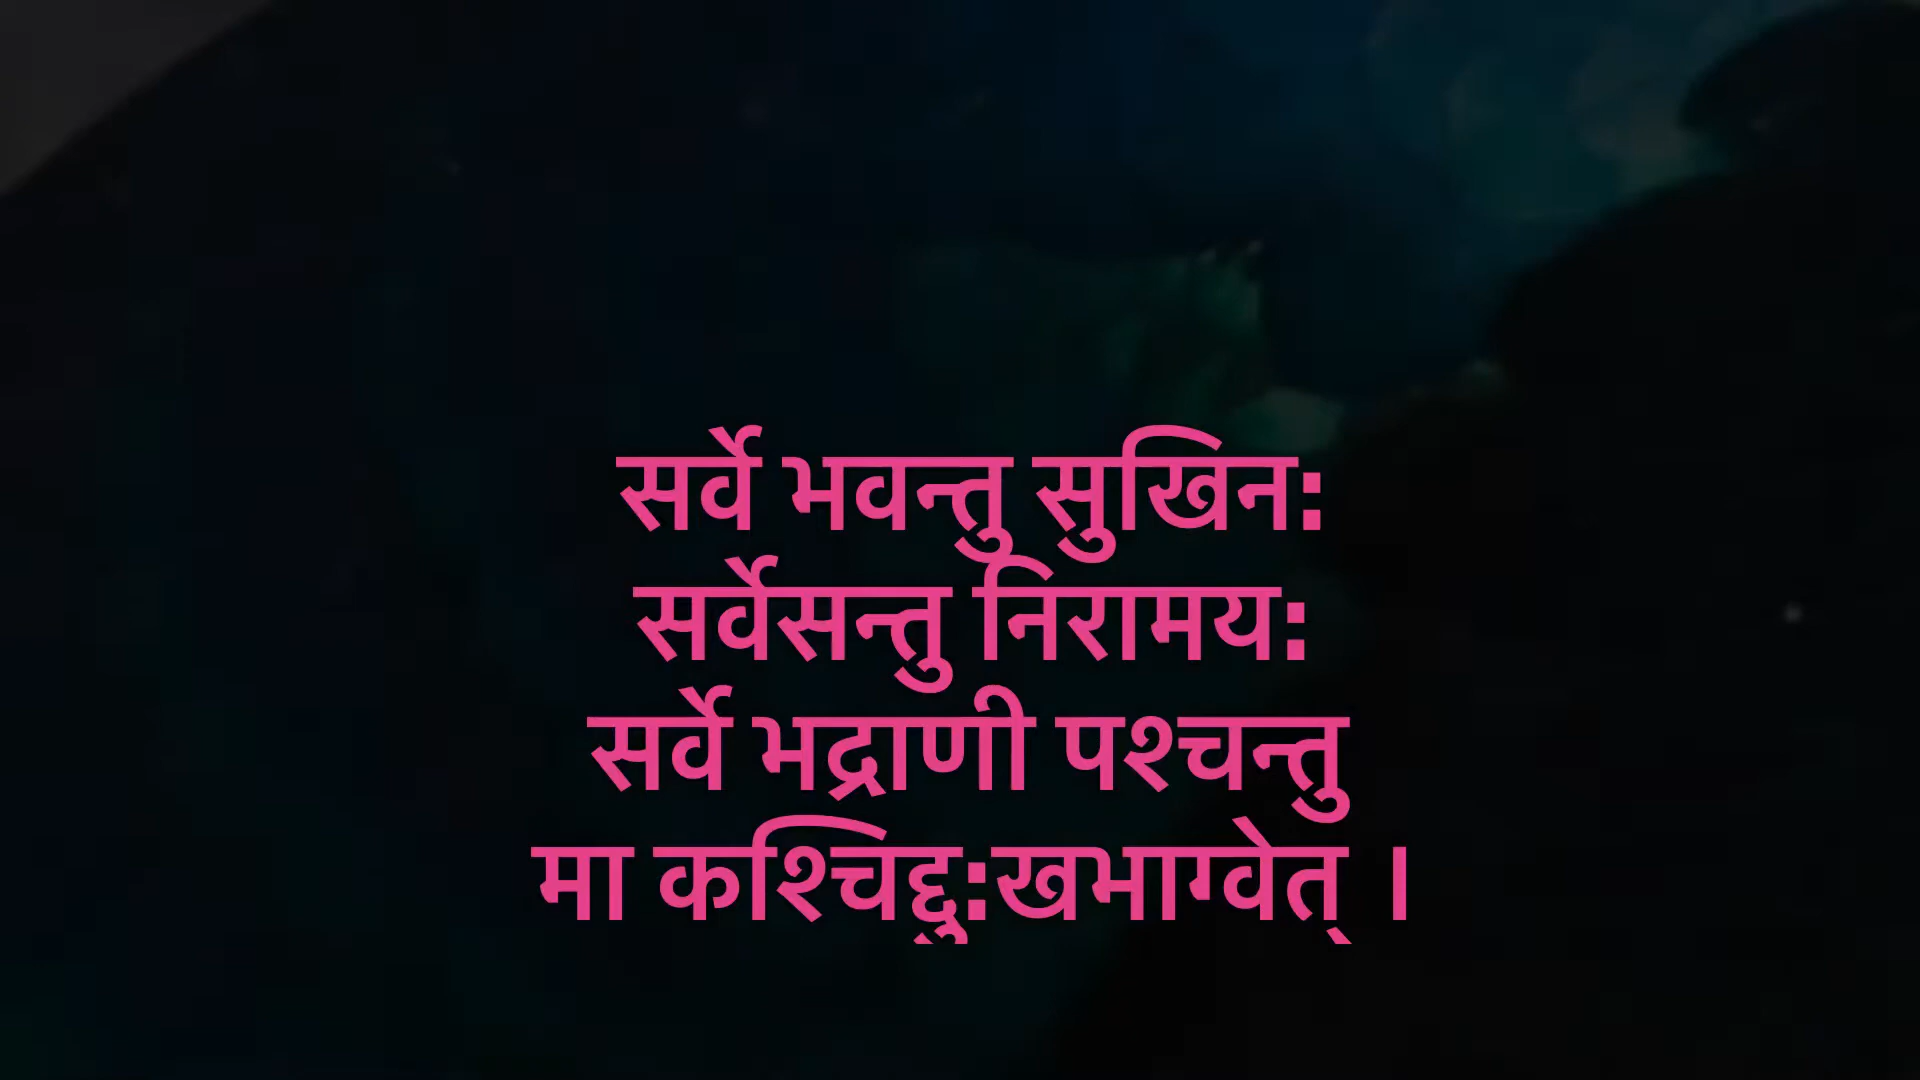 सर्वे भवन्तु सुखिन:
सर्वेसन्तु निरामय:
सर्वे भद्राणी पश्चन्तु
मा कश्चिद्दु:खभाग्वेत् ।